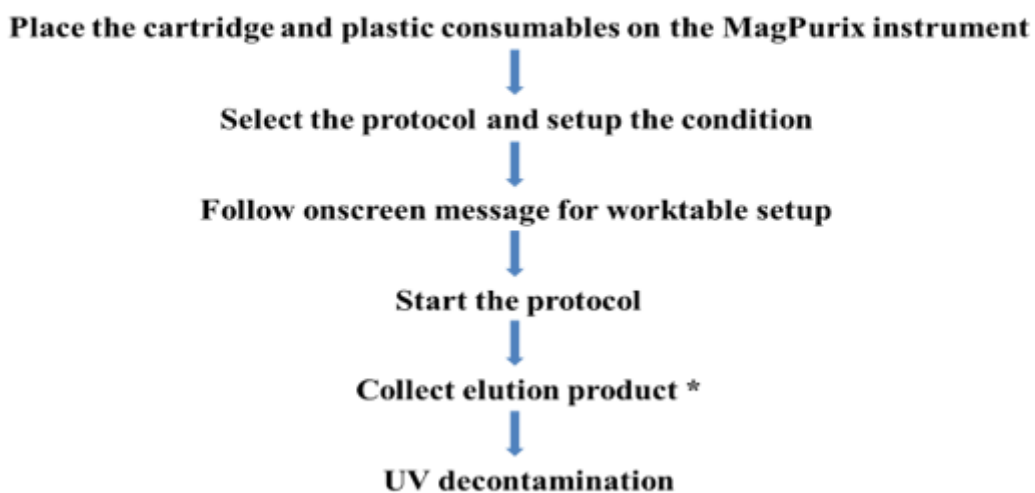 Place the cartridge and plastic consumables on the MagPurix instrument
Select the protocol and setup the condition
Follow onscreen message for worktable setup
Start the protocol
Collect elution product *
UV decontamination